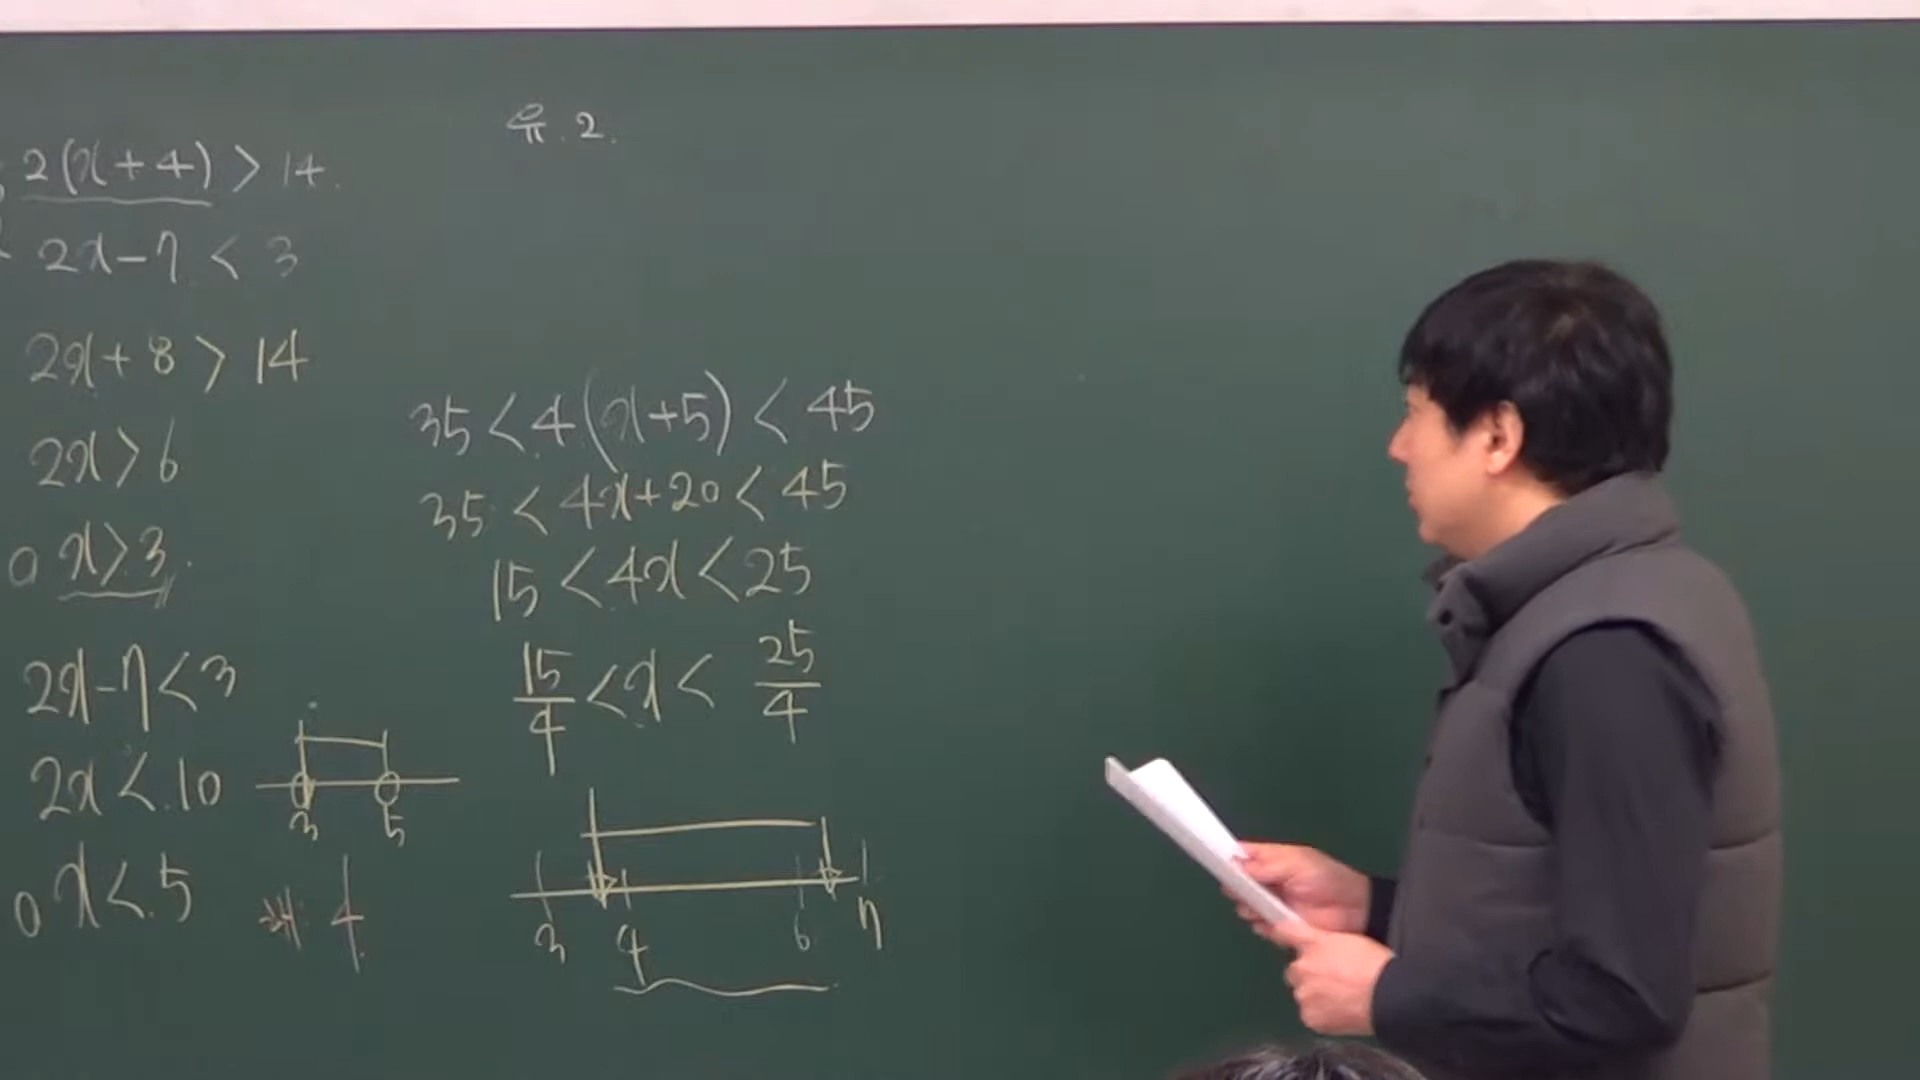 2(x+4) > 14.
2x-7 < 3
2x+8 > 14
2x > 6
x > 3.
2x-7 < 3
2x < 10
x < 5
3 5
4
유.2.
35 < 4(x+5) < 45
35 < 4x+20 < 45
15 < 4x < 25
15/4 < x < 25/4
3 4 6 7